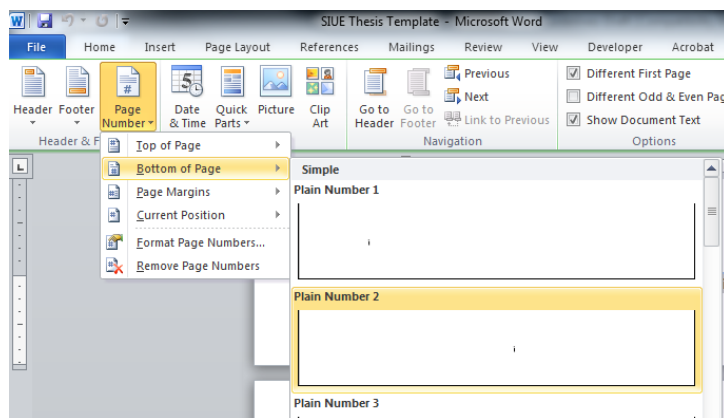 SIUE Thesis Template - Microsoft Word
File Home Insert Page Layout References Mailings Review View Developer Acrobat
Header Footer Page Number Date & Time Quick Parts Picture Clip Art Go to Header Go to Footer Previous Next Link to Previous Different First Page Different Odd & Even Pag Show Document Text
Header & F Navigation Options
Top of Page
Bottom of Page
Page Margins
Current Position
Format Page Numbers...
Remove Page Numbers
Simple
Plain Number 1
i
Plain Number 2
i
Plain Number 3